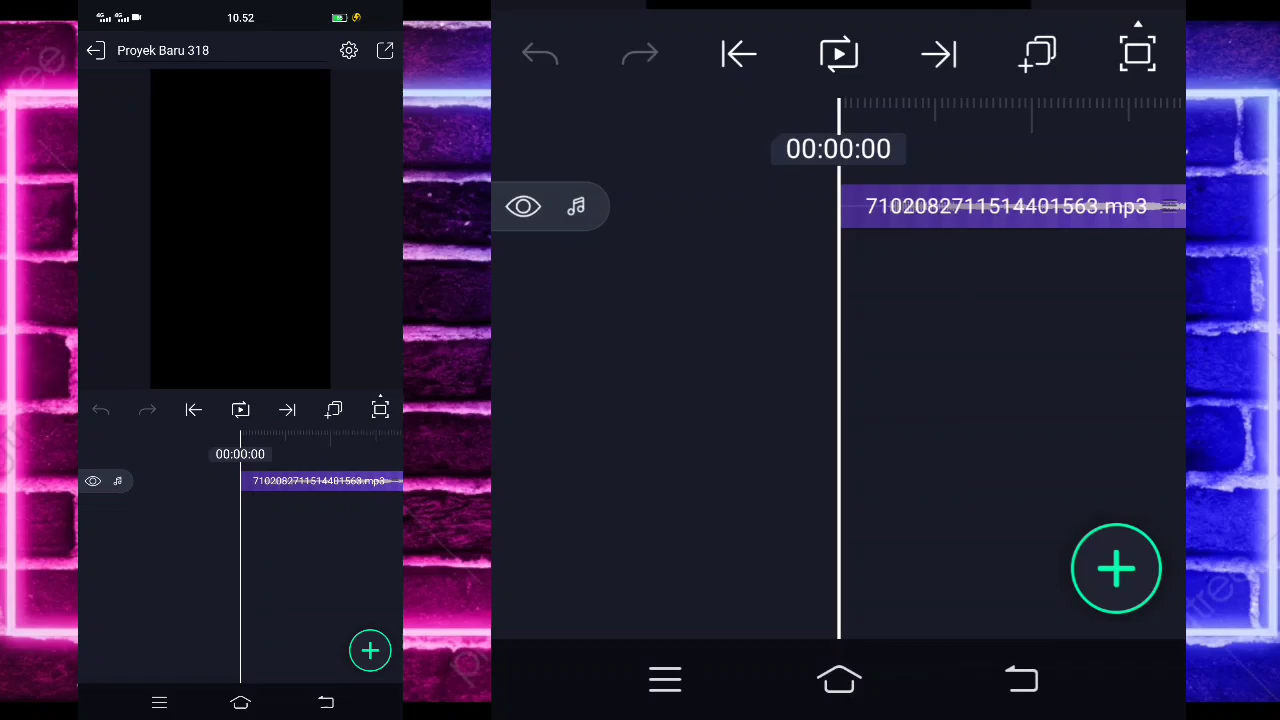 10.52
Proyek Baru 318
00:00:00
7102082711514401563.mp3
00:00:00
7102082711514401563.mp3